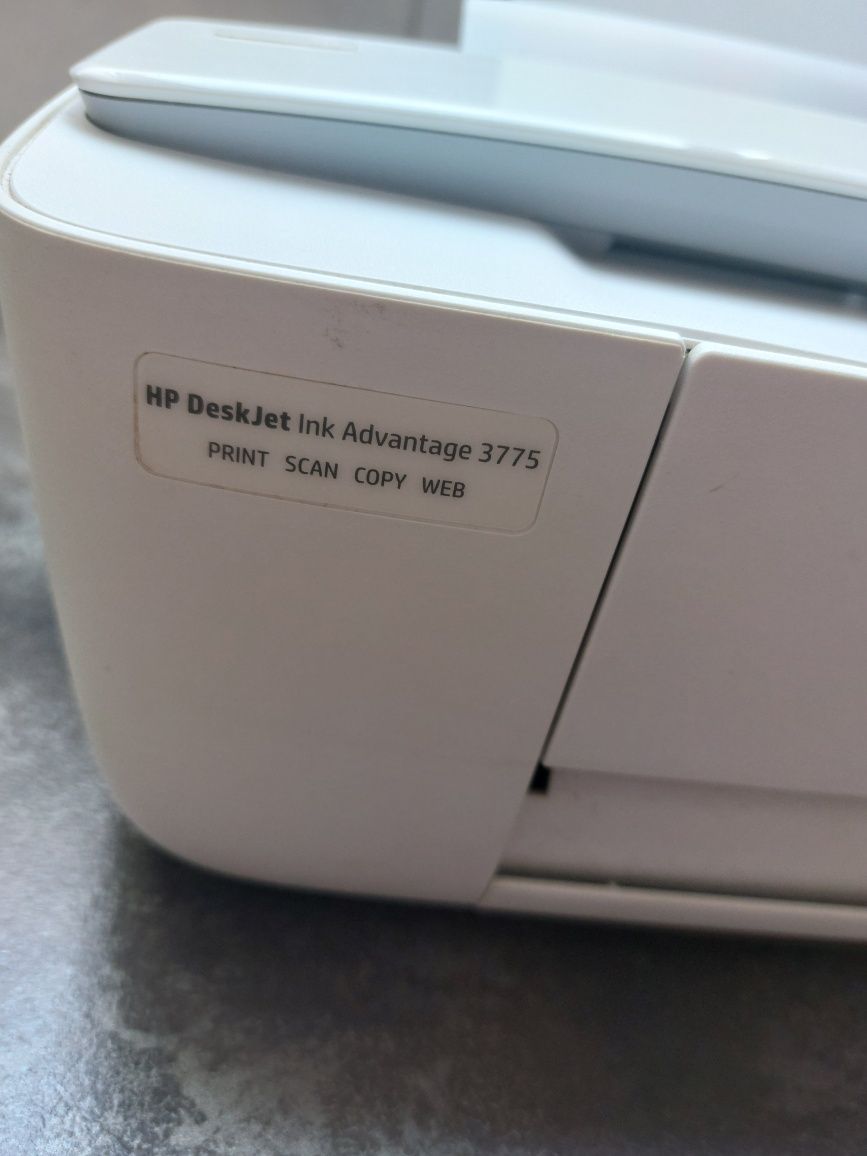 HP DeskJet Ink Advantage 3775
PRINT SCAN COPY WEB